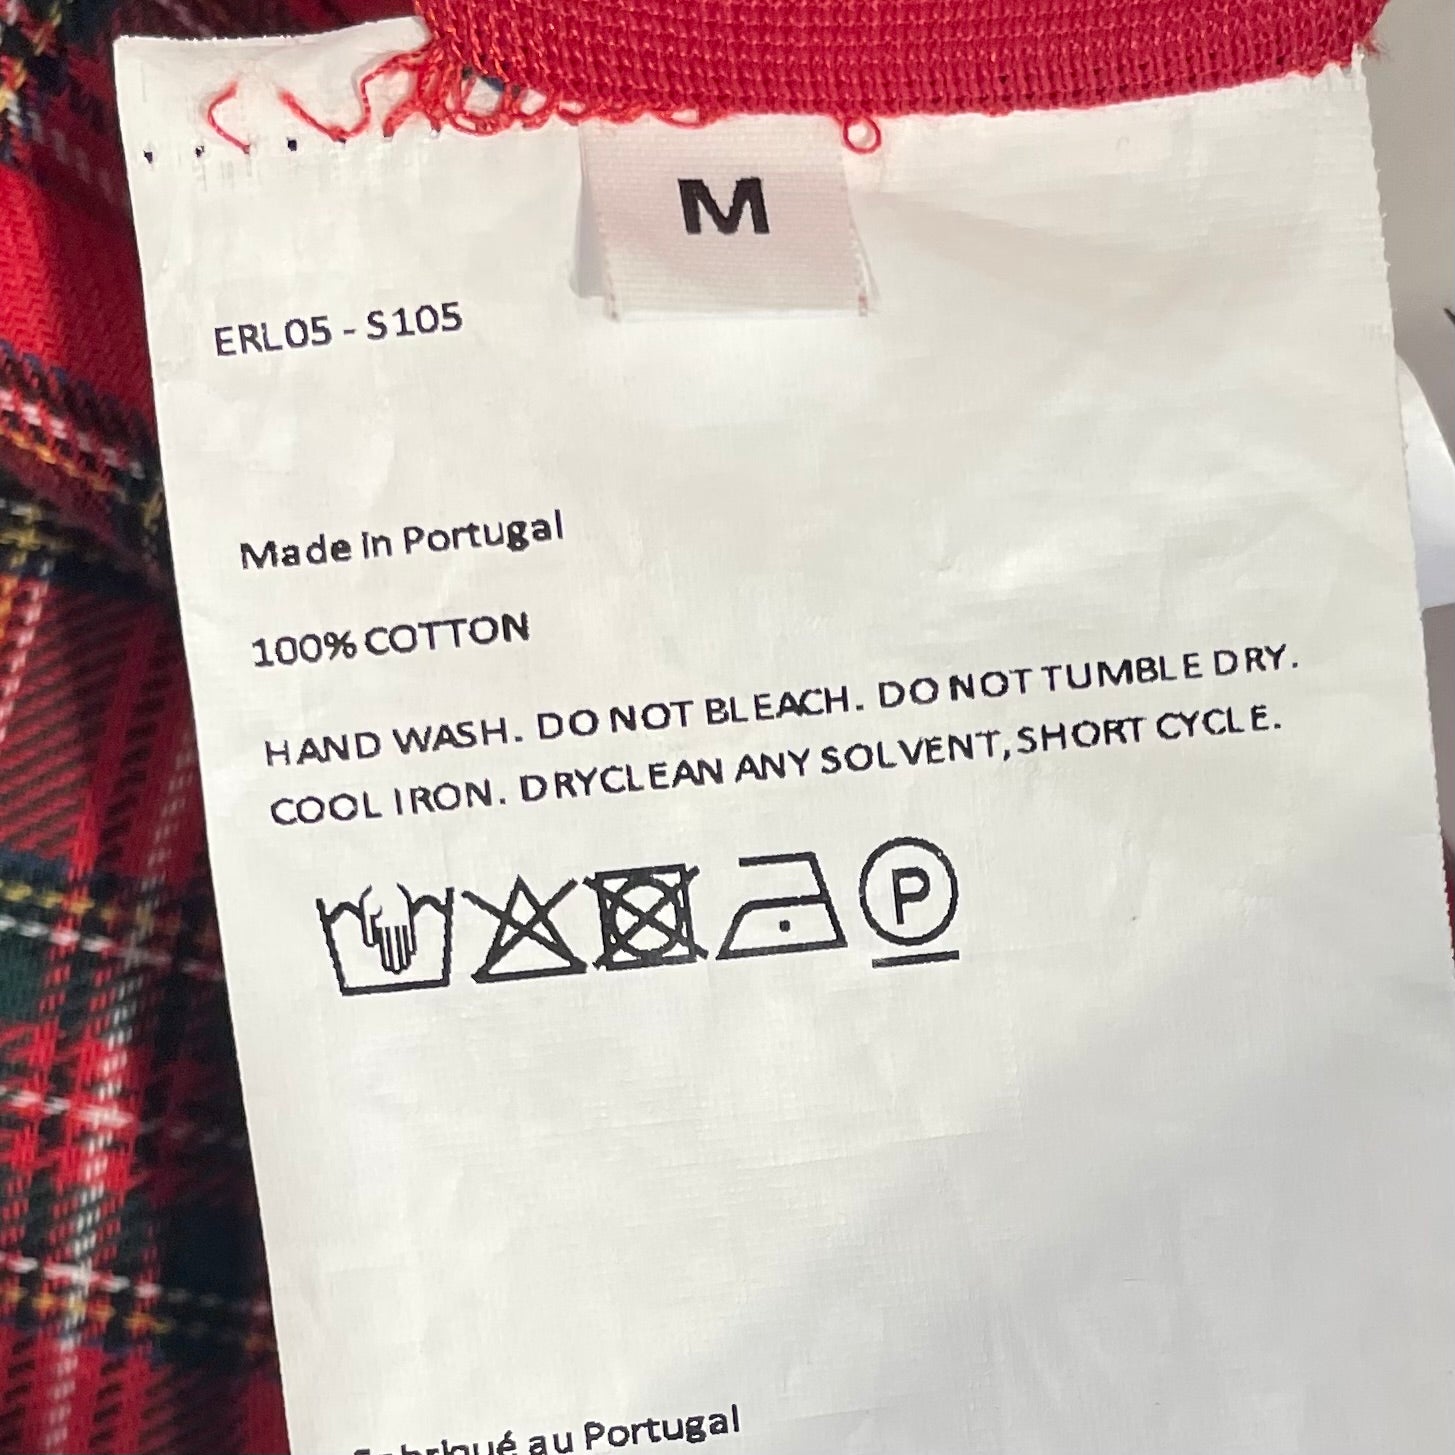 M
ERL05 - S105
Made in Portugal
100% COTTON
HAND WASH. DO NOT BLEACH. DO NOT TUMBLE DRY.
COOL IRON. DRYCLEAN ANY SOLVENT, SHORT CYCLE.
P
Fabriqué au Portugal